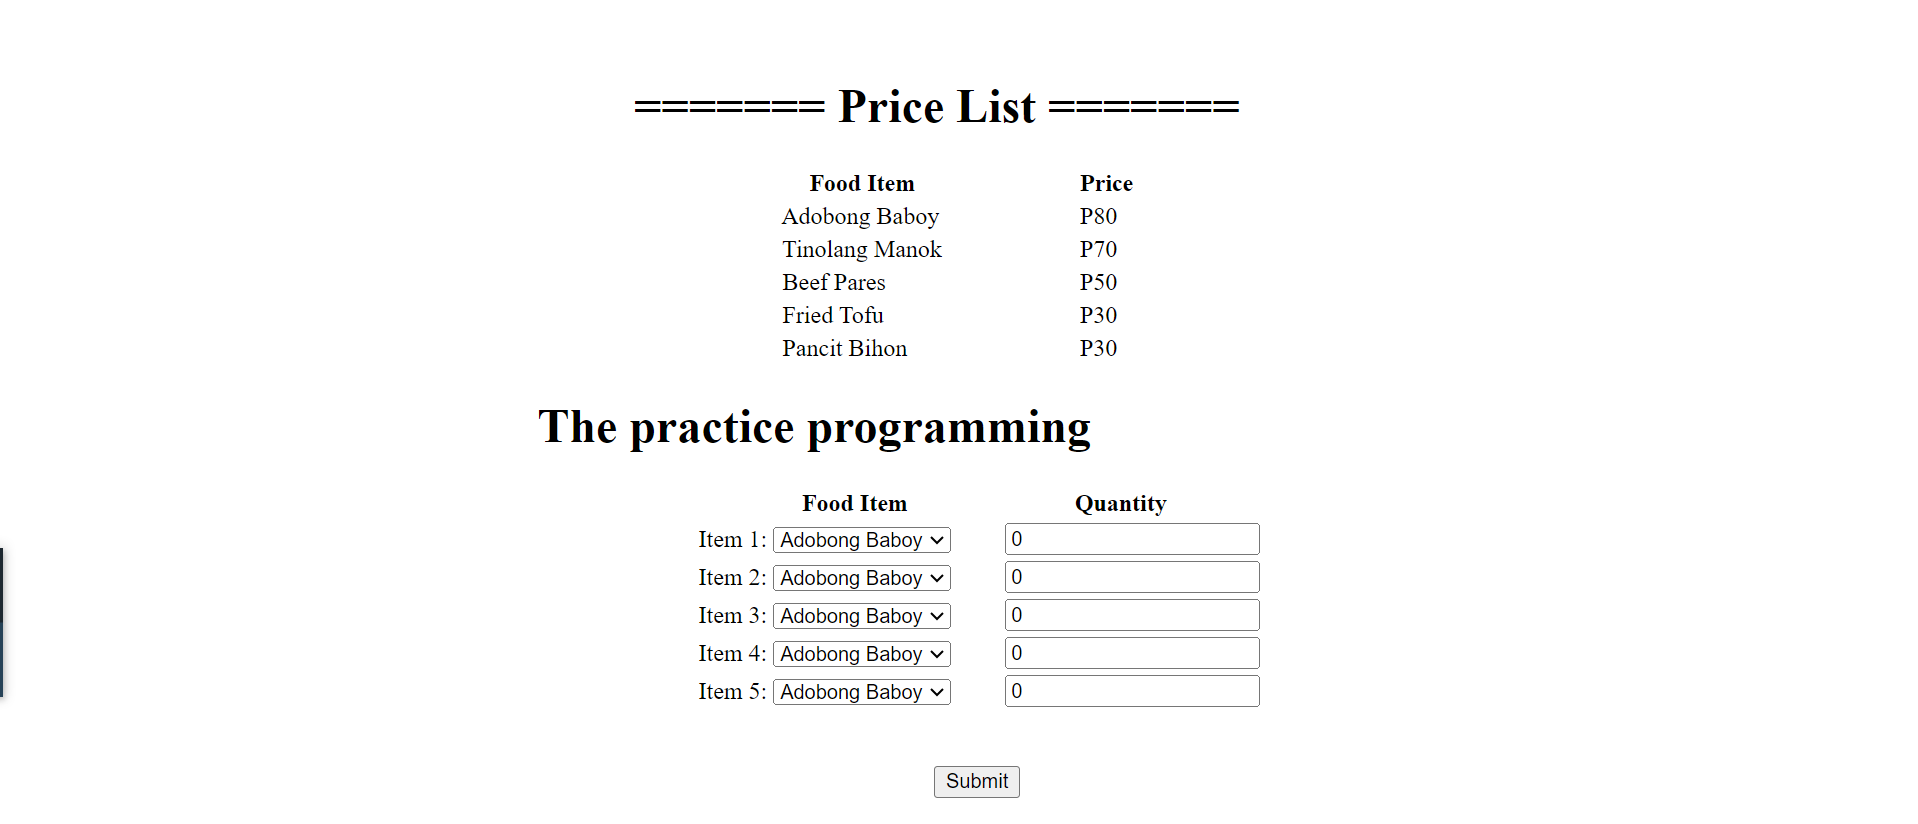 ======= Price List =======
Food Item Price
Adobong Baboy P80
Tinolang Manok P70
Beef Pares P50
Fried Tofu P30
Pancit Bihon P30
The practice programming
Food Item Quantity
Item 1: Adobong Baboy 0
Item 2: Adobong Baboy 0
Item 3: Adobong Baboy 0
Item 4: Adobong Baboy 0
Item 5: Adobong Baboy 0
Submit